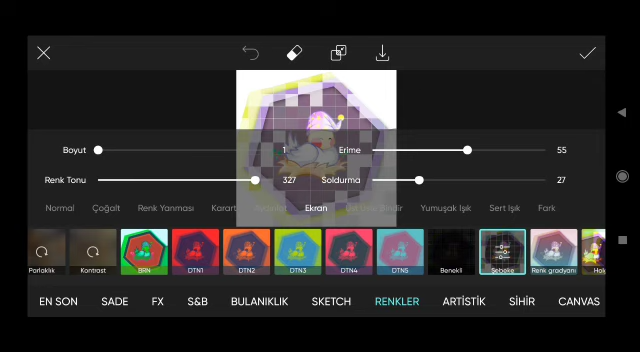 Boyut 1 Erime 55
Renk Tonu 327 Soldurma 27
Normal Çoğalt Renk Yanması Karart Ekran Yumuşak Işık Sert Işık Fark
Parlaklık Kontrast BRN DTN1 DTN2 DTN3 DTN4 DTN5 Benekli Şebeke Renk gradyanı
EN SON SADE FX S&B BULANIKLIK SKETCH RENKLER ARTİSTİK SİHİR CANVAS